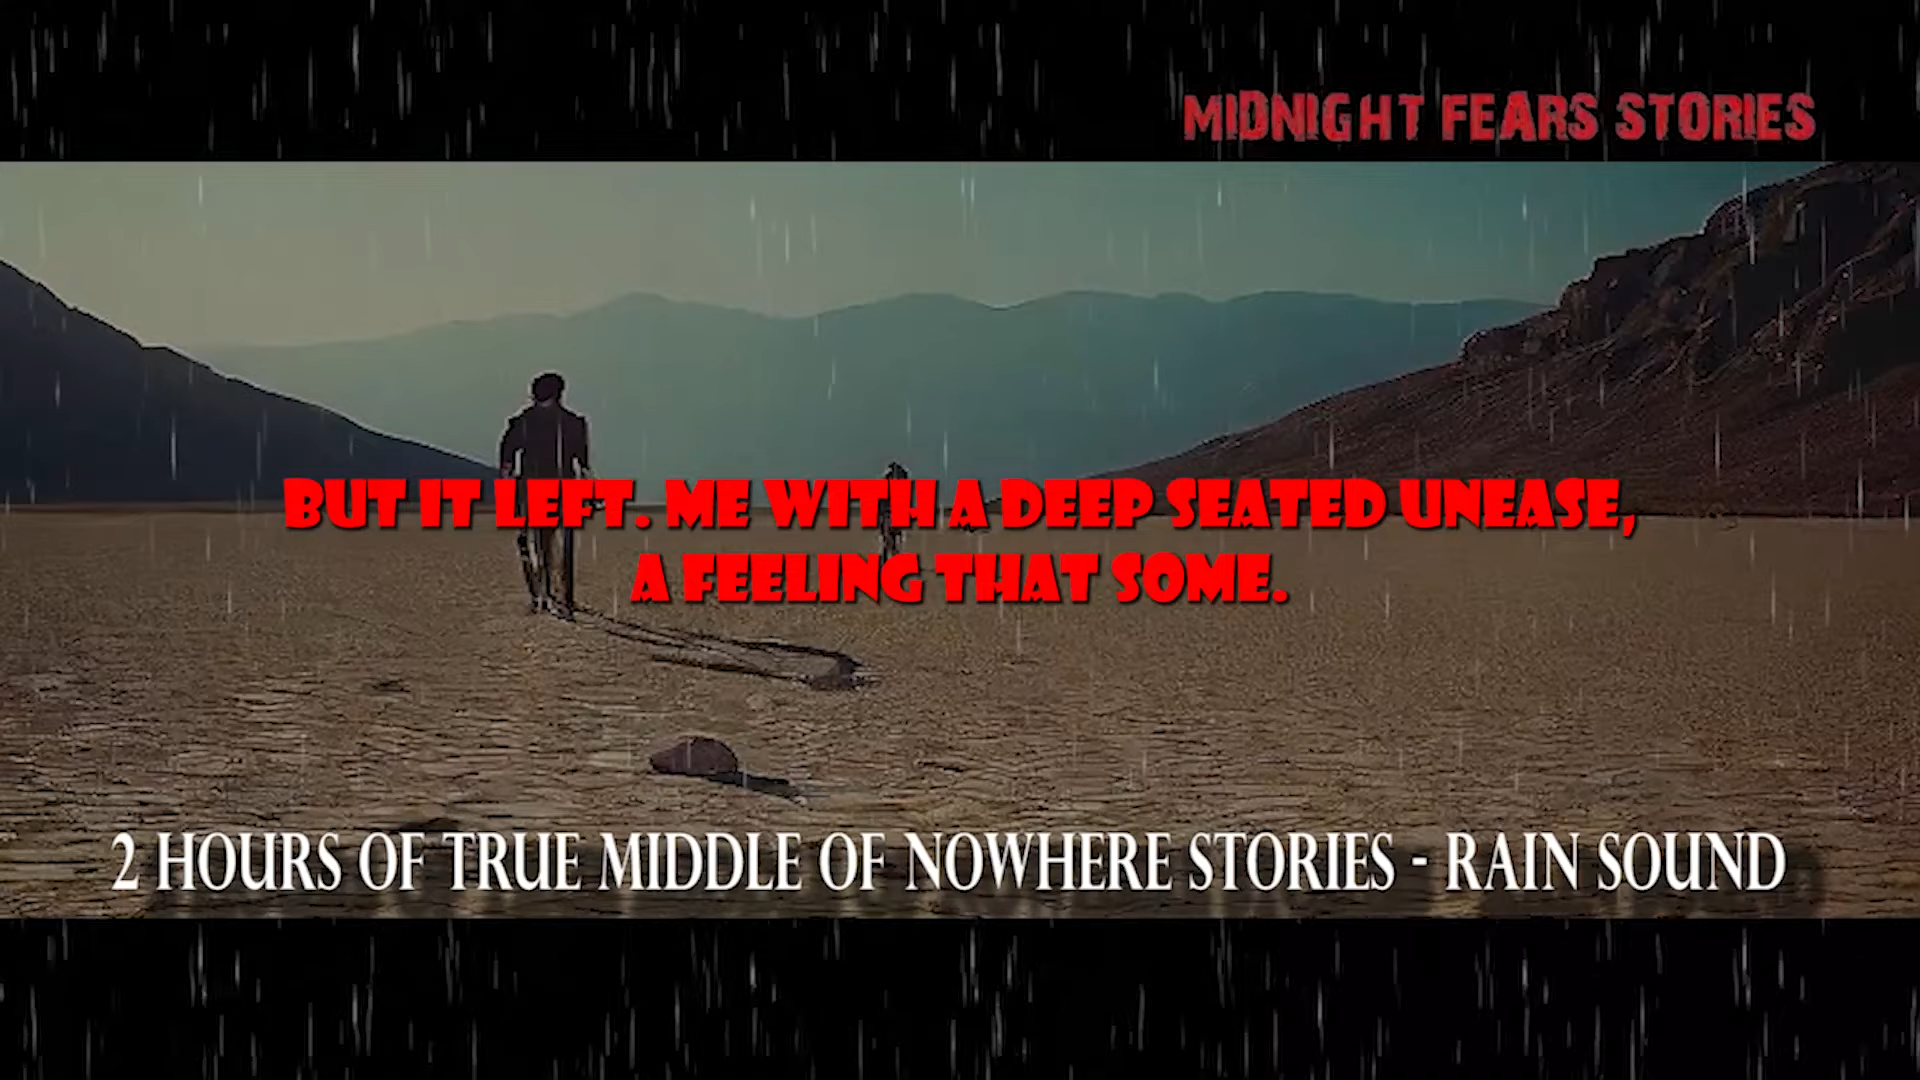 MIDNIGHT FEARS STORIES
BUT IT LEFT. ME WITH A DEEP SEATED UNEASE,
A FEELING THAT SOME.
2 HOURS OF TRUE MIDDLE OF NOWHERE STORIES - RAIN SOUND